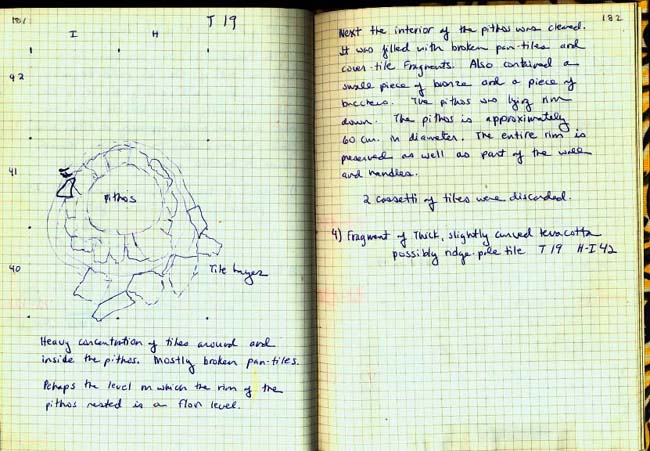 181
T 19
I H
42
41
pithos
40
Tile Layer
Heavy concentration of tiles around and
inside the pithos. Mostly broken pan-tiles.
Pehaps the level on which the rim of the
pithos rested is a floor level.
182
Next the interior of the pithos was cleared.
It was filled with broken pan-tiles and
cover tile fragments. Also contained a
small piece of bronze and a piece of
bucchero. The pithos was lying rim
down. The pithos is approximately
60 cm. in diameter. The entire rim is
preserved as well as part of the wall
and handles.
2 cassetti of tiles were discarded.
4) Fragment of thick, slightly curved terracotta
possibly ridge-pole tile T 19 H-I 42